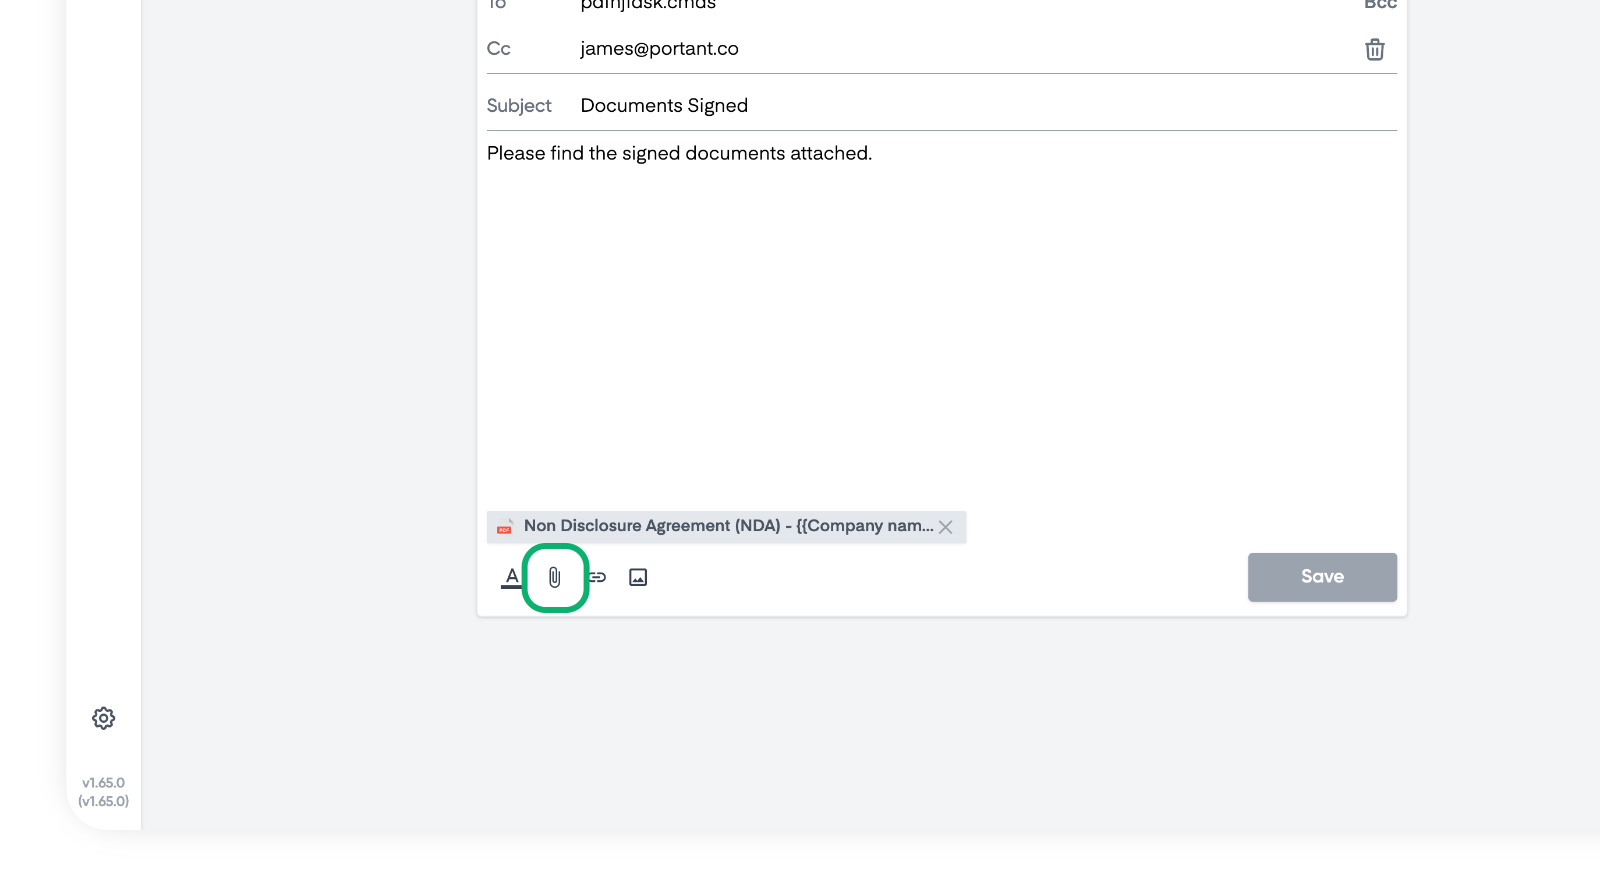 To
Bcc
Cc james@portant.co
Subject Documents Signed
Please find the signed documents attached.
PDF Non Disclosure Agreement (NDA) - {{Company nam...
A
Save
v1.65.0
(v1.65.0)